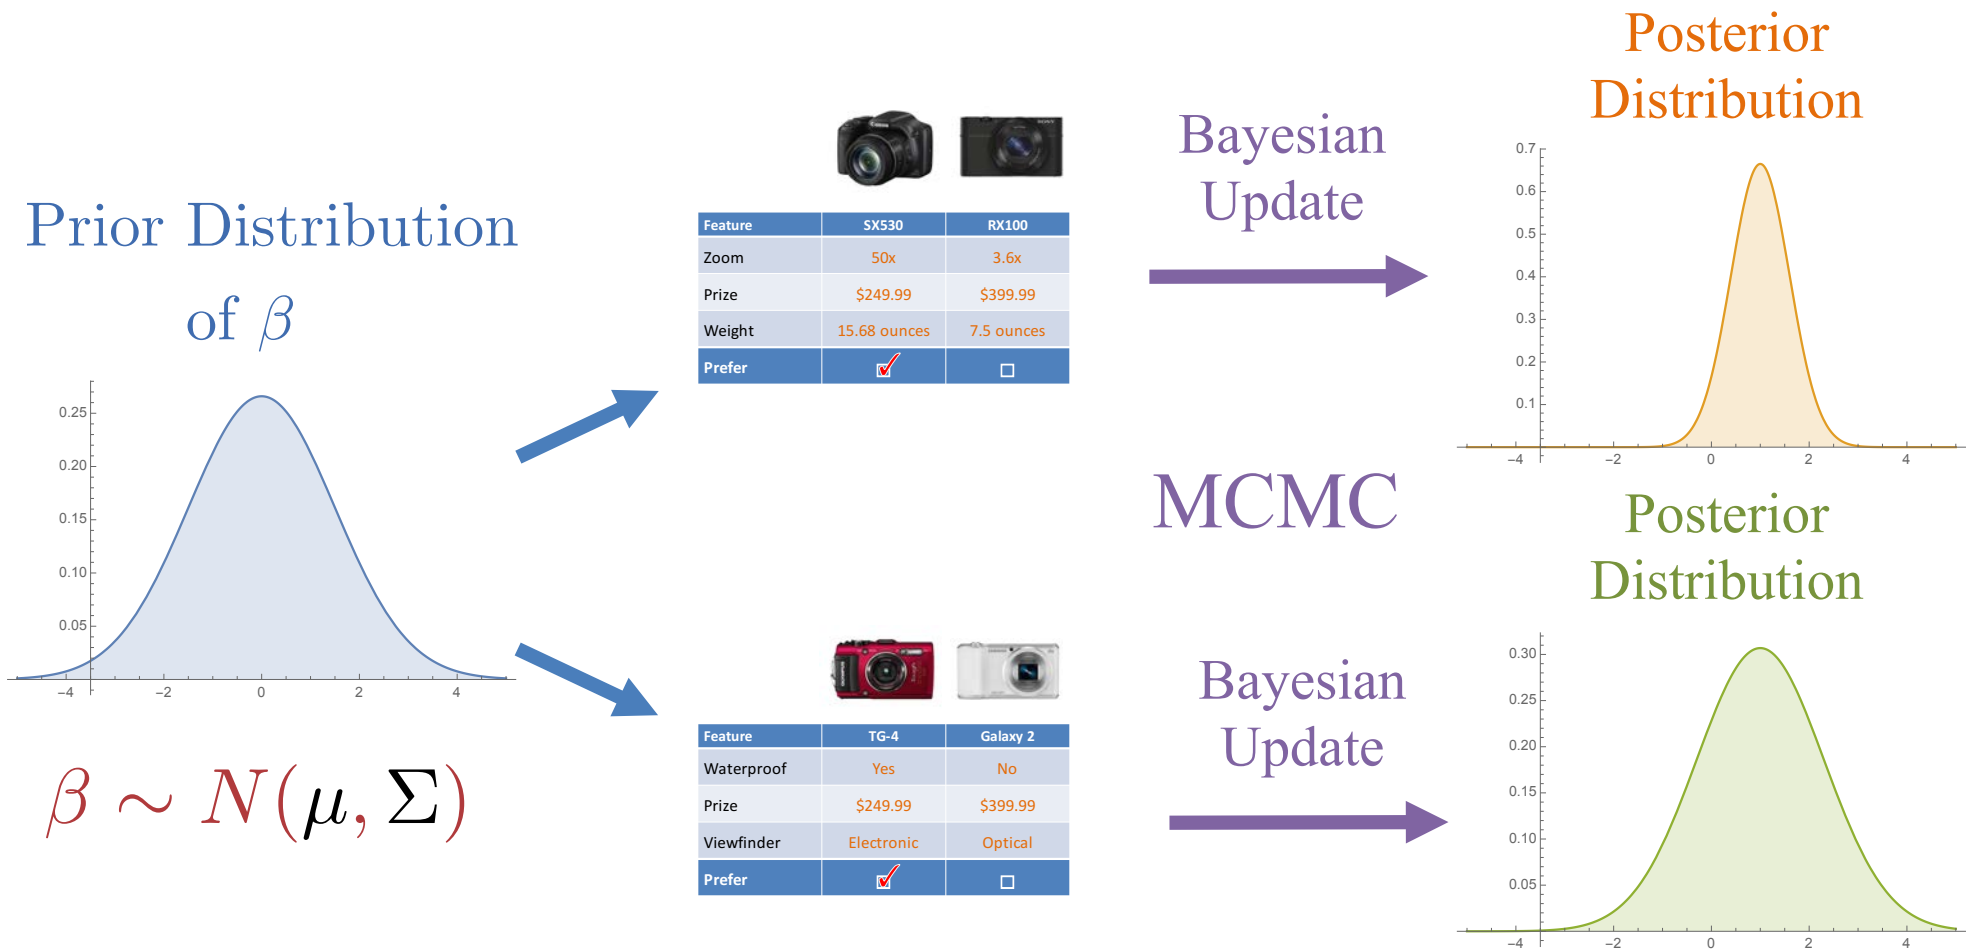 Prior Distribution
of β
0.25
0.20
0.15
0.10
0.05
−4 −2 0 2 4
β ∼ N(μ, Σ)
Feature SX530 RX100
Zoom 50x 3.6x
Prize $249.99 $399.99
Weight 15.68 ounces 7.5 ounces
Prefer
Feature TG-4 Galaxy 2
Waterproof Yes No
Prize $249.99 $399.99
Viewfinder Electronic Optical
Prefer
Bayesian
Update
MCMC
Bayesian
Update
Posterior
Distribution
0.7
0.6
0.5
0.4
0.3
0.2
0.1
−4 −2 0 2 4
Posterior
Distribution
0.30
0.25
0.20
0.15
0.10
0.05
−4 −2 0 2 4